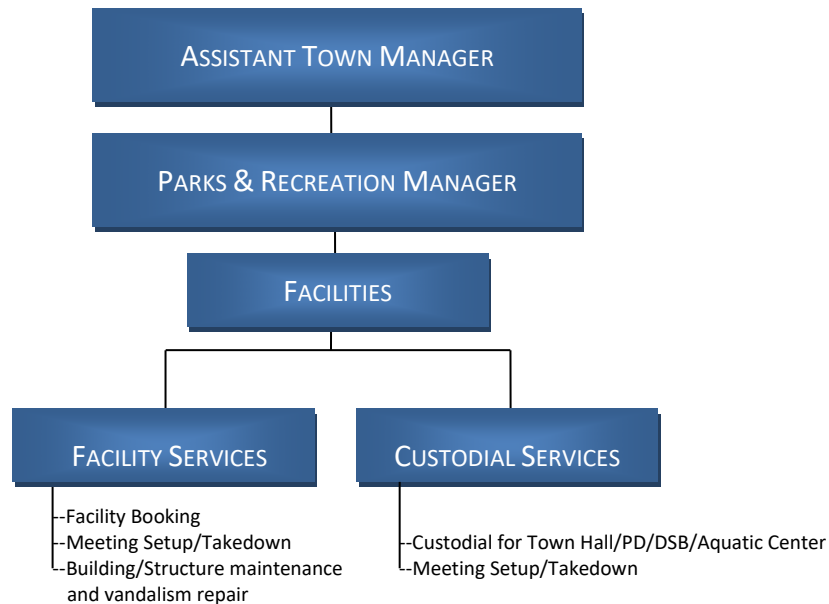 ASSISTANT TOWN MANAGER
PARKS & RECREATION MANAGER
FACILITIES
FACILITY SERVICES
--Facility Booking
--Meeting Setup/Takedown
--Building/Structure maintenance
and vandalism repair
CUSTODIAL SERVICES
--Custodial for Town Hall/PD/DSB/Aquatic Center
--Meeting Setup/Takedown